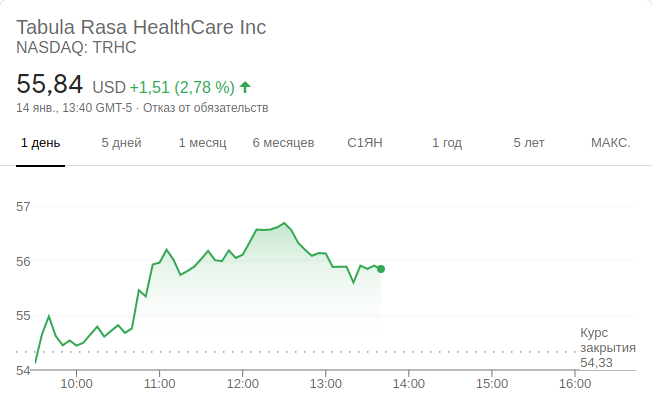 Tabula Rasa HealthCare Inc
NASDAQ: TRHC
55,84 USD +1,51 (2,78 %)
14 янв., 13:40 GMT-5 · Отказ от обязательств
1 день 5 дней 1 месяц 6 месяцев С1ЯН 1 год 5 лет МАКС.
57
56
55
54
Курс
закрытия
54,33
10:00 11:00 12:00 13:00 14:00 15:00 16:00